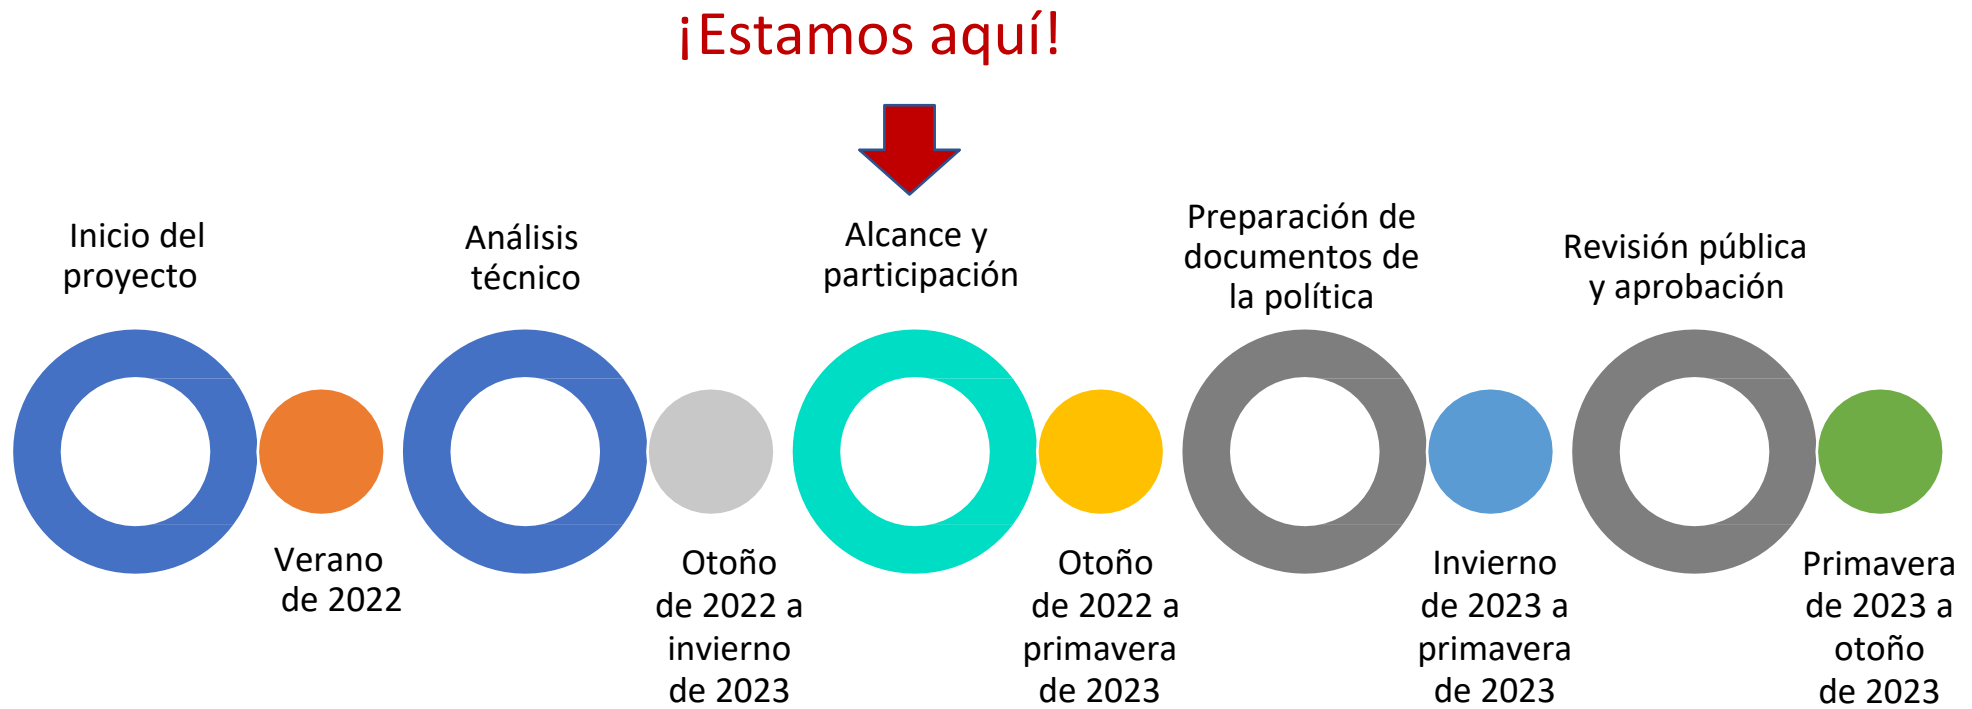 ¡Estamos aquí!
Inicio del
proyecto
Análisis
técnico
Alcance y
participación
Preparación de
documentos de
la política
Revisión pública
y aprobación
Verano
de 2022
Otoño
de 2022 a
invierno
de 2023
Otoño
de 2022 a
primavera
de 2023
Invierno
de 2023 a
primavera
de 2023
Primavera
de 2023 a
otoño
de 2023